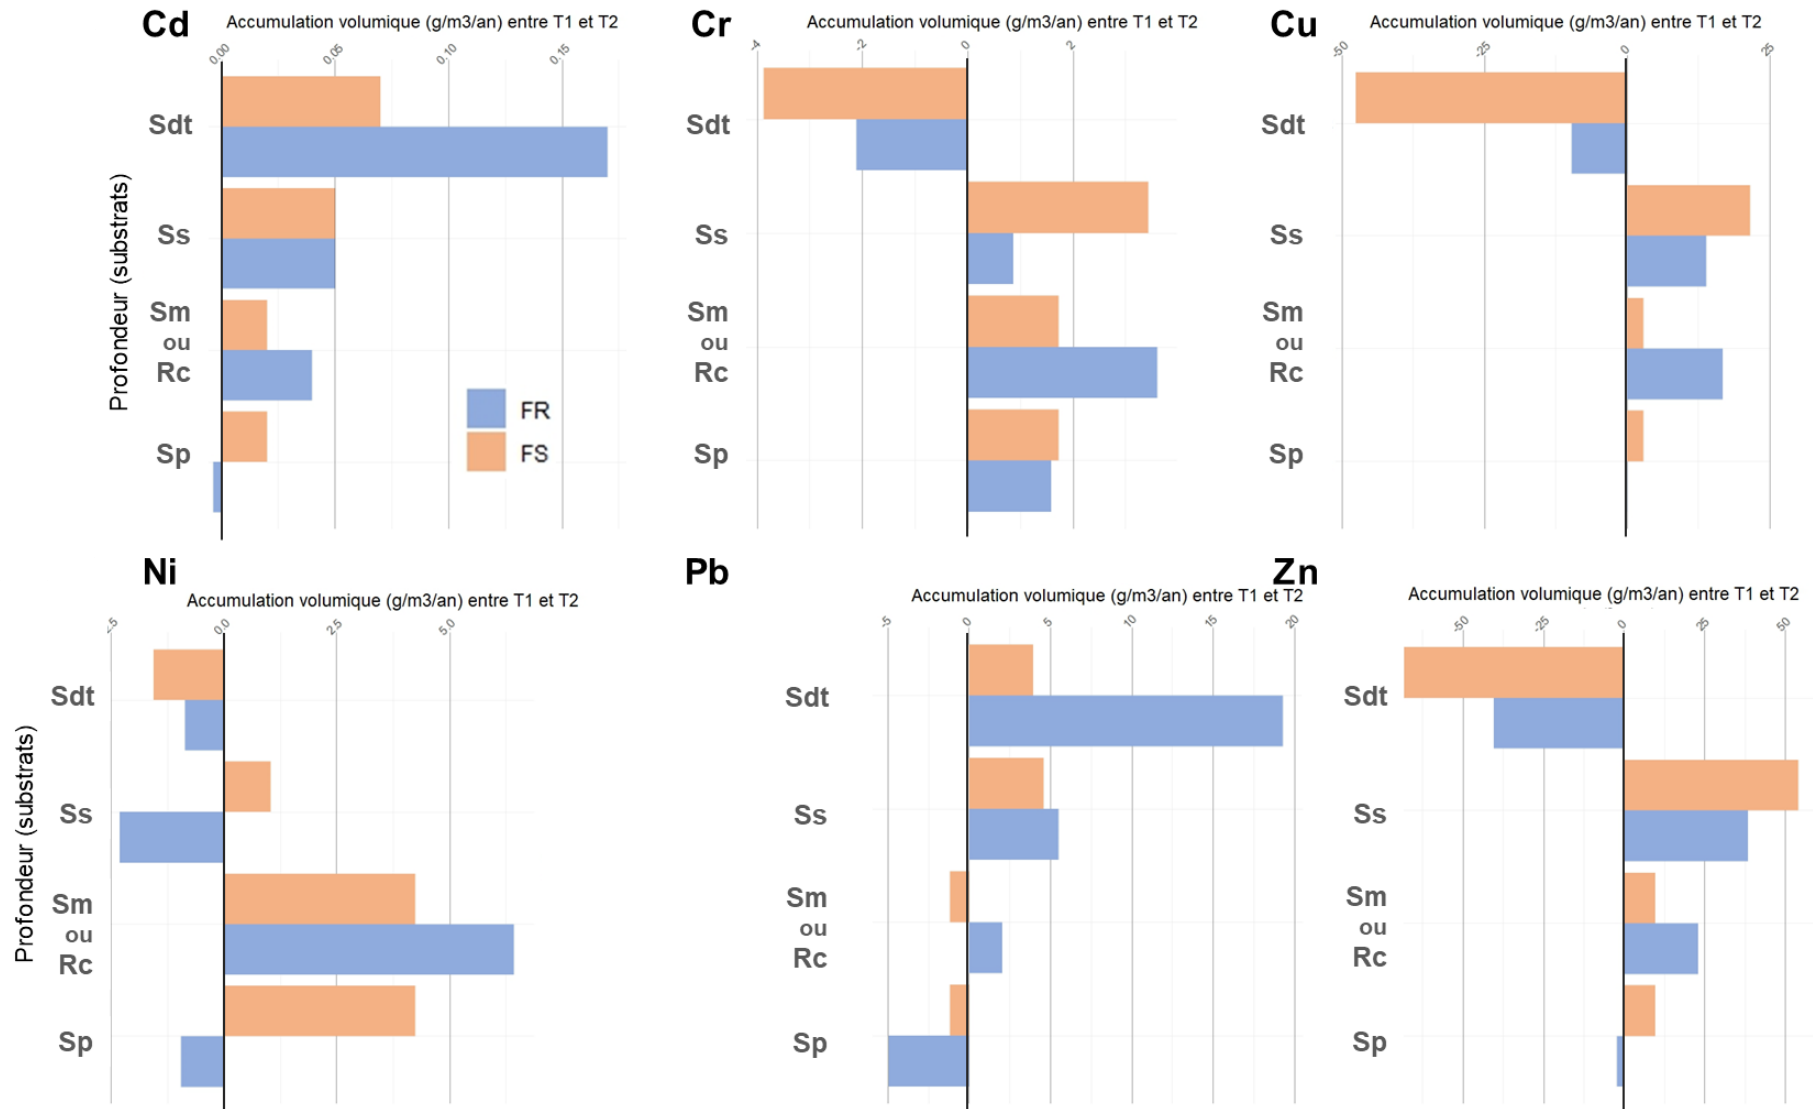 Cd
Accumulation volumique (g/m3/an) entre T1 et T2
0.00 0.05 0.10 0.15
Profondeur (substrats)
Sdt
Ss
Sm
ou
Rc
Sp
FR
FS
Cr
Accumulation volumique (g/m3/an) entre T1 et T2
-4 -2 0 2
Sdt
Ss
Sm
ou
Rc
Sp
Cu
Accumulation volumique (g/m3/an) entre T1 et T2
-50 -25 0 25
Sdt
Ss
Sm
ou
Rc
Sp
Ni
Accumulation volumique (g/m3/an) entre T1 et T2
0.0 2.5 5.0
Profondeur (substrats)
Sdt
Ss
Sm
ou
Rc
Sp
Pb
Accumulation volumique (g/m3/an) entre T1 et T2
-5 0 5 10 15 20
Sdt
Ss
Sm
ou
Rc
Sp
Zn
Accumulation volumique (g/m3/an) entre T1 et T2
-50 -25 0 25 50
Sdt
Ss
Sm
ou
Rc
Sp